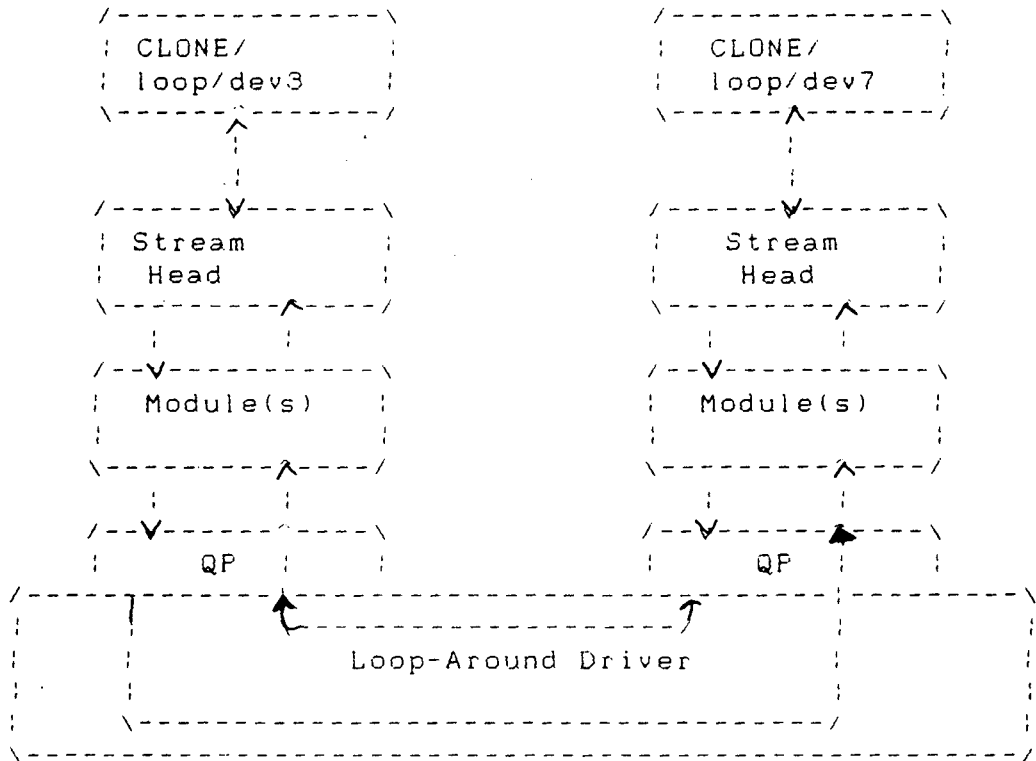 CLONE/
loop/dev3
CLONE/
loop/dev7
Stream
Head
Stream
Head
Module(s)
Module(s)
QP
QP
Loop-Around Driver